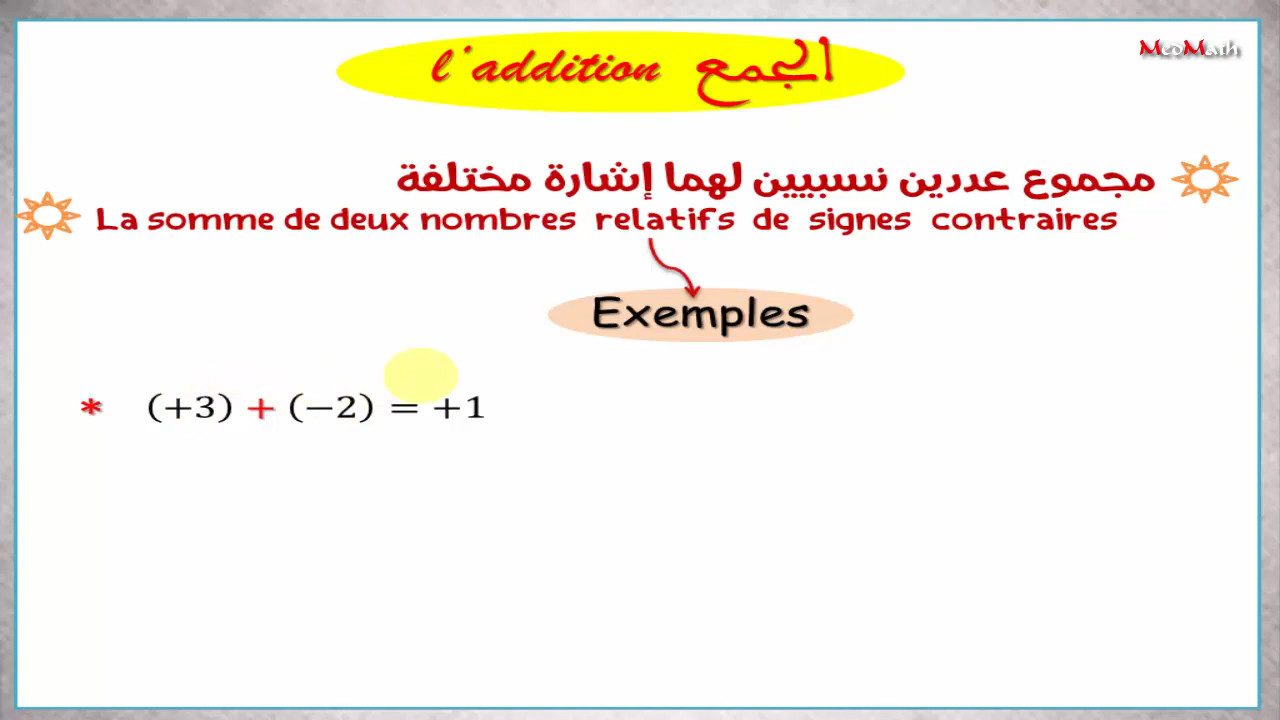 l'addition الجمع
MedMath
مجموع عددين نسبيين لهما إشارة مختلفة
La somme de deux nombres relatifs de signes contraires
Exemples
* (+3) + (−2) = +1